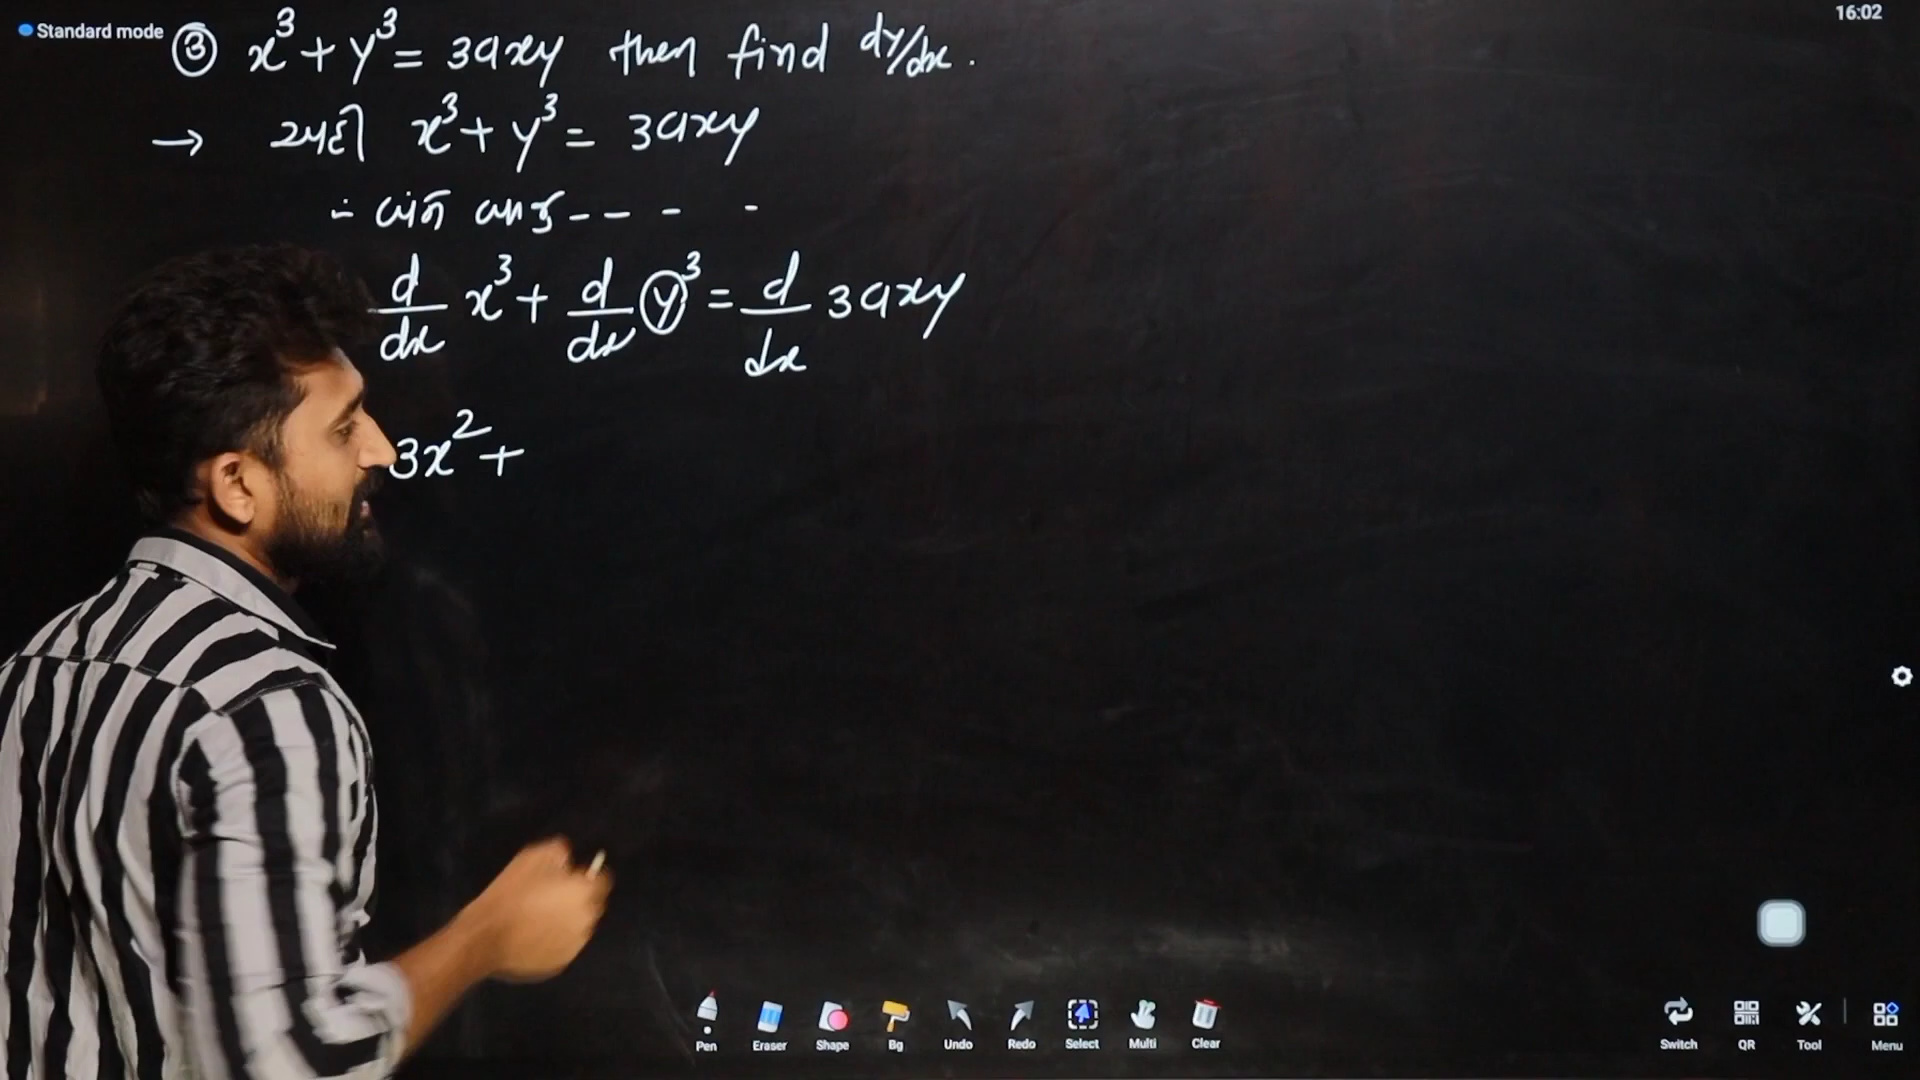 Standard mode
16:02
③ x³ + y³ = 3axy then find dy/dx.
→ અહી x³ + y³ = 3axy
∴ બંને બાજુ - - - -
d/dx x³ + d/dx y³ = d/dx 3axy
3x² +
Pen Eraser Shape Bg Undo Redo Select Multi Clear
Switch QR Tool Menu